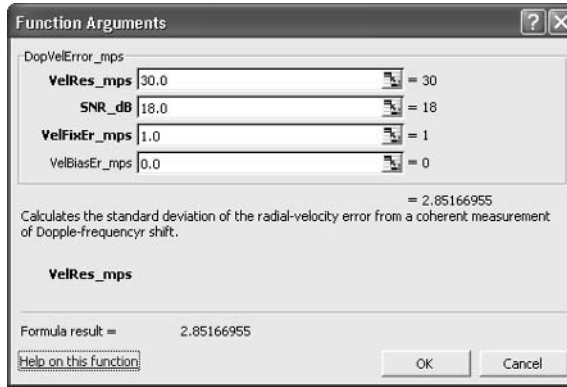 Function Arguments
DopVelError_mps
VelRes_mps 30.0 = 30
SNR_dB 18.0 = 18
VelFixEr_mps 1.0 = 1
VelBiasEr_mps 0.0 = 0
= 2.85166955
Calculates the standard deviation of the radial-velocity error from a coherent measurement
of Dopple-frequencyr shift.
VelRes_mps
Formula result = 2.85166955
Help on this function OK Cancel